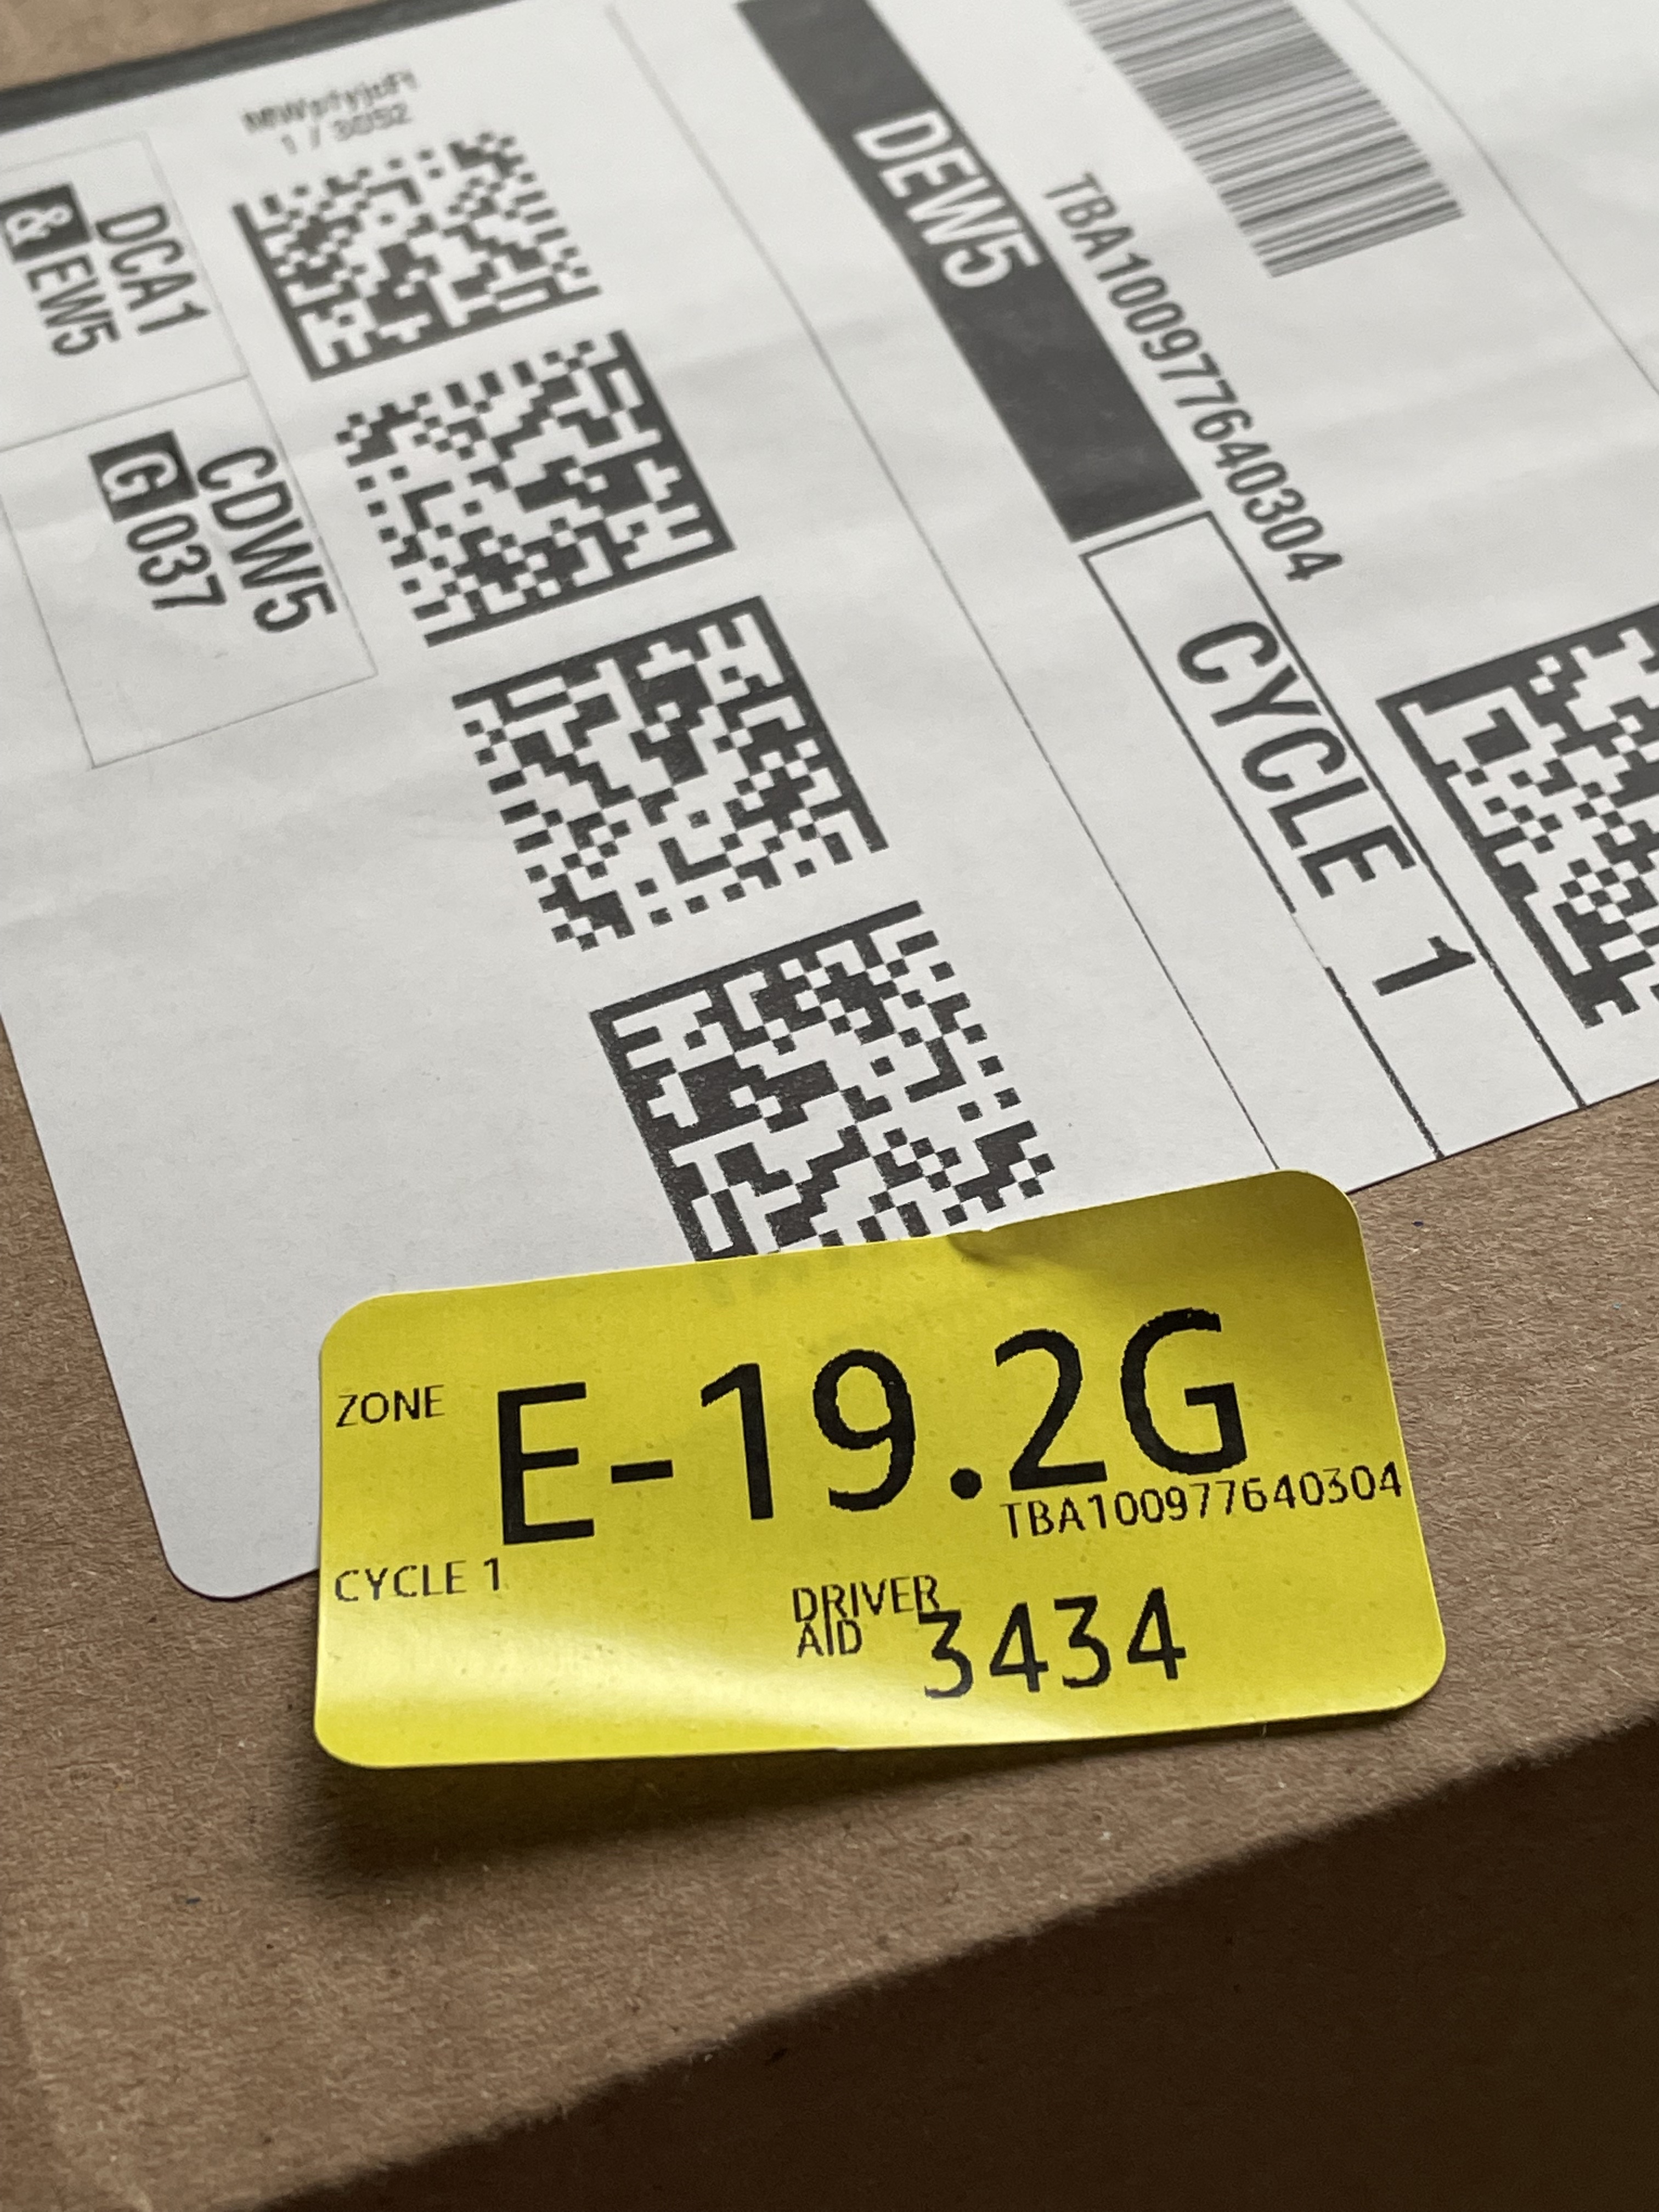 1 / 3052
DCA1
& EW5
CDW5
G 037
DEW5
TBA100977640304
CYCLE 1
ZONE
E-19.2G
TBA100977640304
CYCLE 1
DRIVER
AID
3434